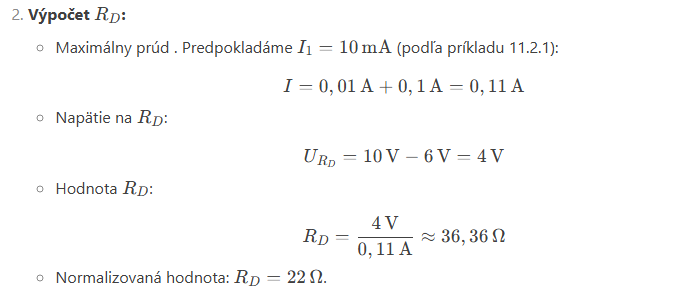 2. Výpočet R_D:
○ Maximálny prúd . Predpokladáme I_1 = 10 mA (podľa príkladu 11.2.1):
I = 0,01 A + 0,1 A = 0,11 A
○ Napätie na R_D:
U_{R_D} = 10 V − 6 V = 4 V
○ Hodnota R_D:
R_D = \frac{4 V}{0,11 A} ≈ 36,36 Ω
○ Normalizovaná hodnota: R_D = 22 Ω.